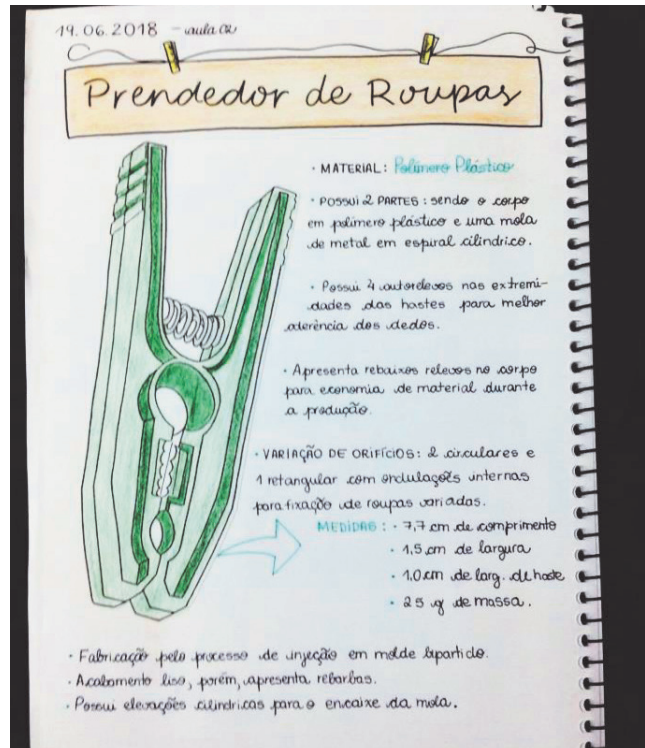 19.06.2018 - aula 02
Prendedor de Roupas
· MATERIAL: Polímero Plástico
· POSSUI 2 PARTES: sendo o corpo
em polímero plástico e uma mola
de metal em espiral cilíndrico.
· Possui 4 autorelevos nas extremi-
dades das hastes para melhor
aderência dos dedos.
· Apresenta rebaixos relevos no corpo
para economia de material durante
a produção.
· VARIAÇÃO DE ORIFÍCIOS: 2 circulares e
1 retangular com ondulações internas
para fixação de roupas variadas.
MEDIDAS: · 7,7 cm de comprimento
· 1,5 cm de largura
· 1,0 cm de larg. de haste
· 25 g de massa.
· Fabricação pelo processo de injeção em molde bipartido.
· Acabamento liso, porém, apresenta rebarbas.
· Possui elevações cilíndricas para o encaixe da mola.